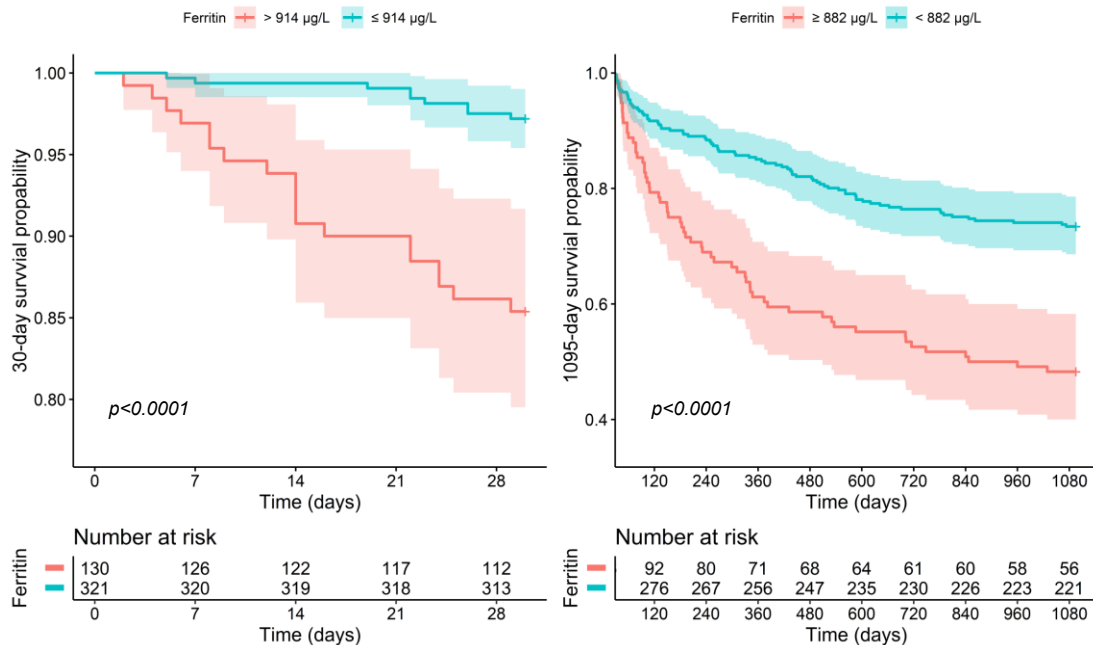 Ferritin > 914 µg/L ≤ 914 µg/L
1.00
0.95
0.90
0.85
0.80
30-day survival propability
p<0.0001
0 7 14 21 28
Time (days)
Number at risk
Ferritin
130 126 122 117 112
321 320 319 318 313
0 7 14 21 28
Time (days)
Ferritin ≥ 882 µg/L < 882 µg/L
1.0
0.8
0.6
0.4
1095-day survival propability
p<0.0001
120 240 360 480 600 720 840 960 1080
Time (days)
Number at risk
Ferritin
92 80 71 68 64 61 60 58 56
276 267 256 247 235 230 226 223 221
120 240 360 480 600 720 840 960 1080
Time (days)